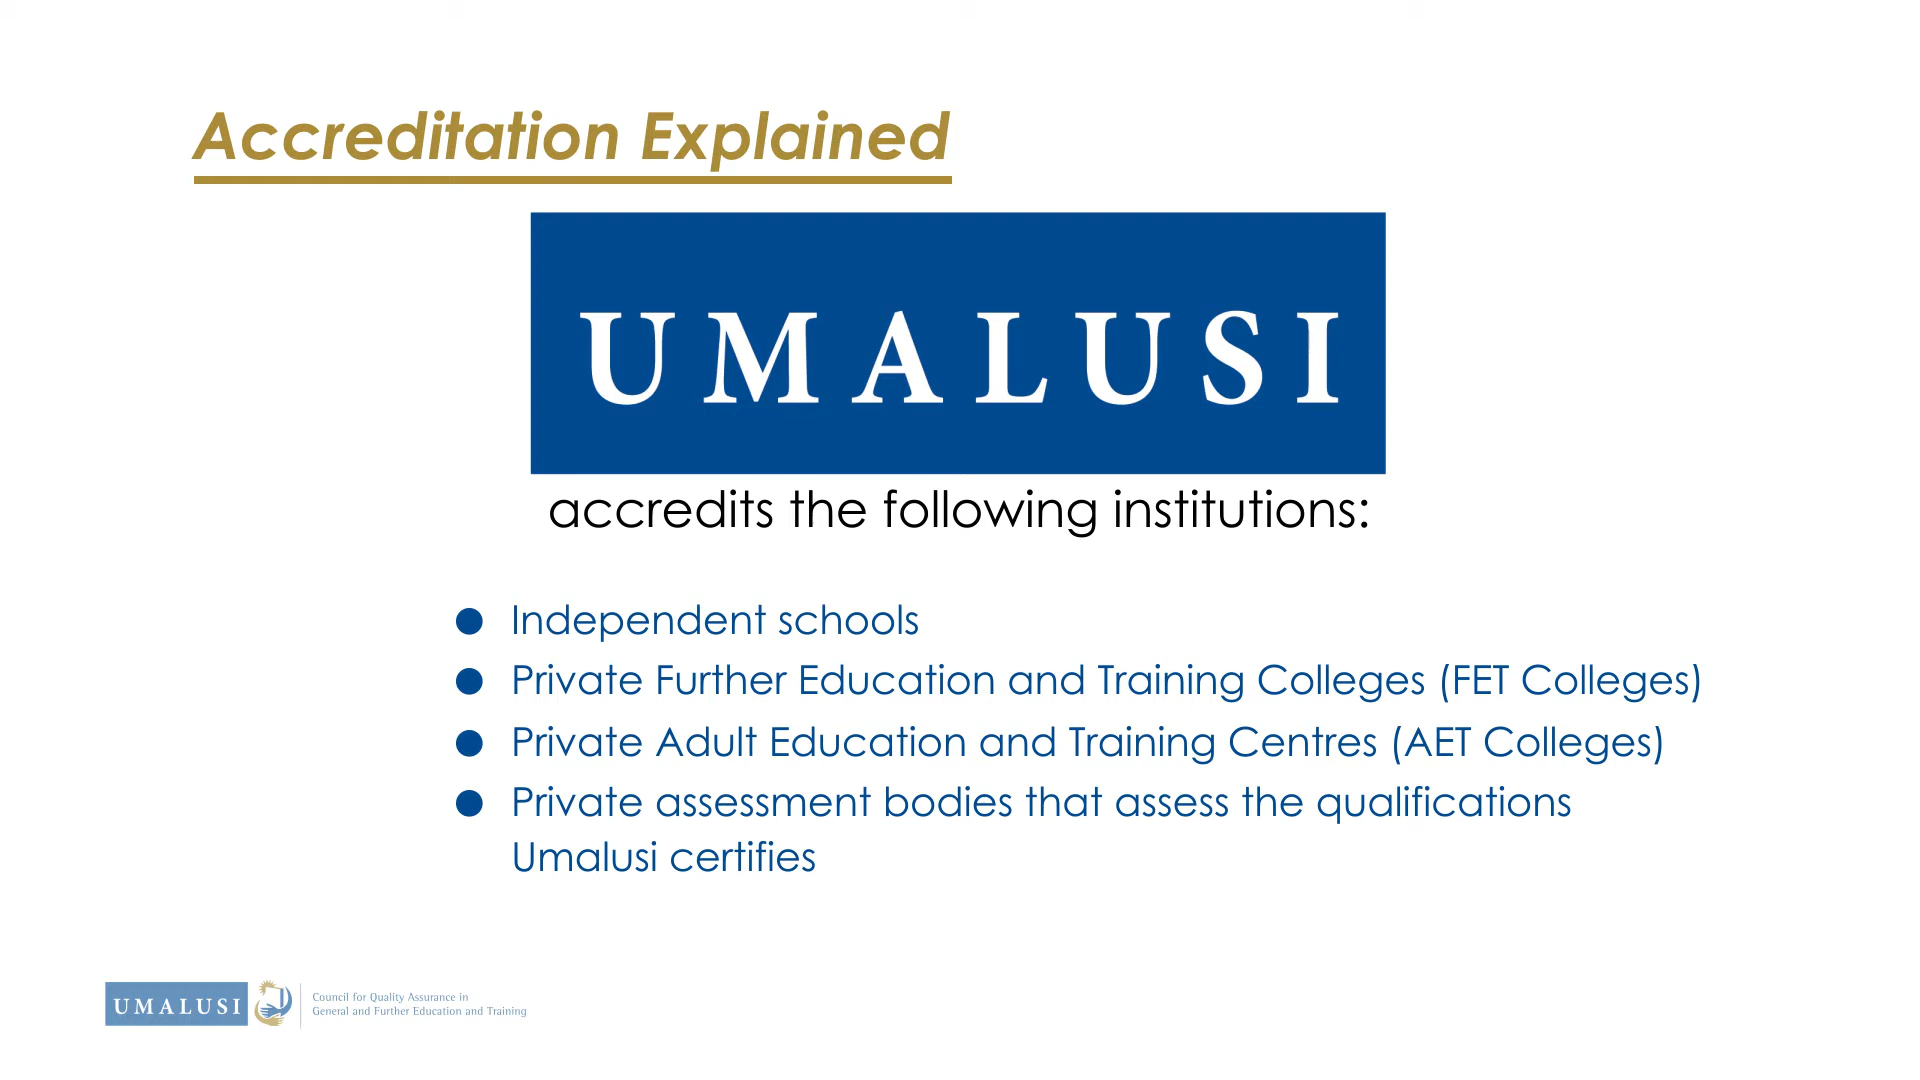 Accreditation Explained
UMALUSI
accredits the following institutions:
● Independent schools
● Private Further Education and Training Colleges (FET Colleges)
● Private Adult Education and Training Centres (AET Colleges)
● Private assessment bodies that assess the qualifications
Umalusi certifies
UMALUSI
Council for Quality Assurance in
General and Further Education and Training